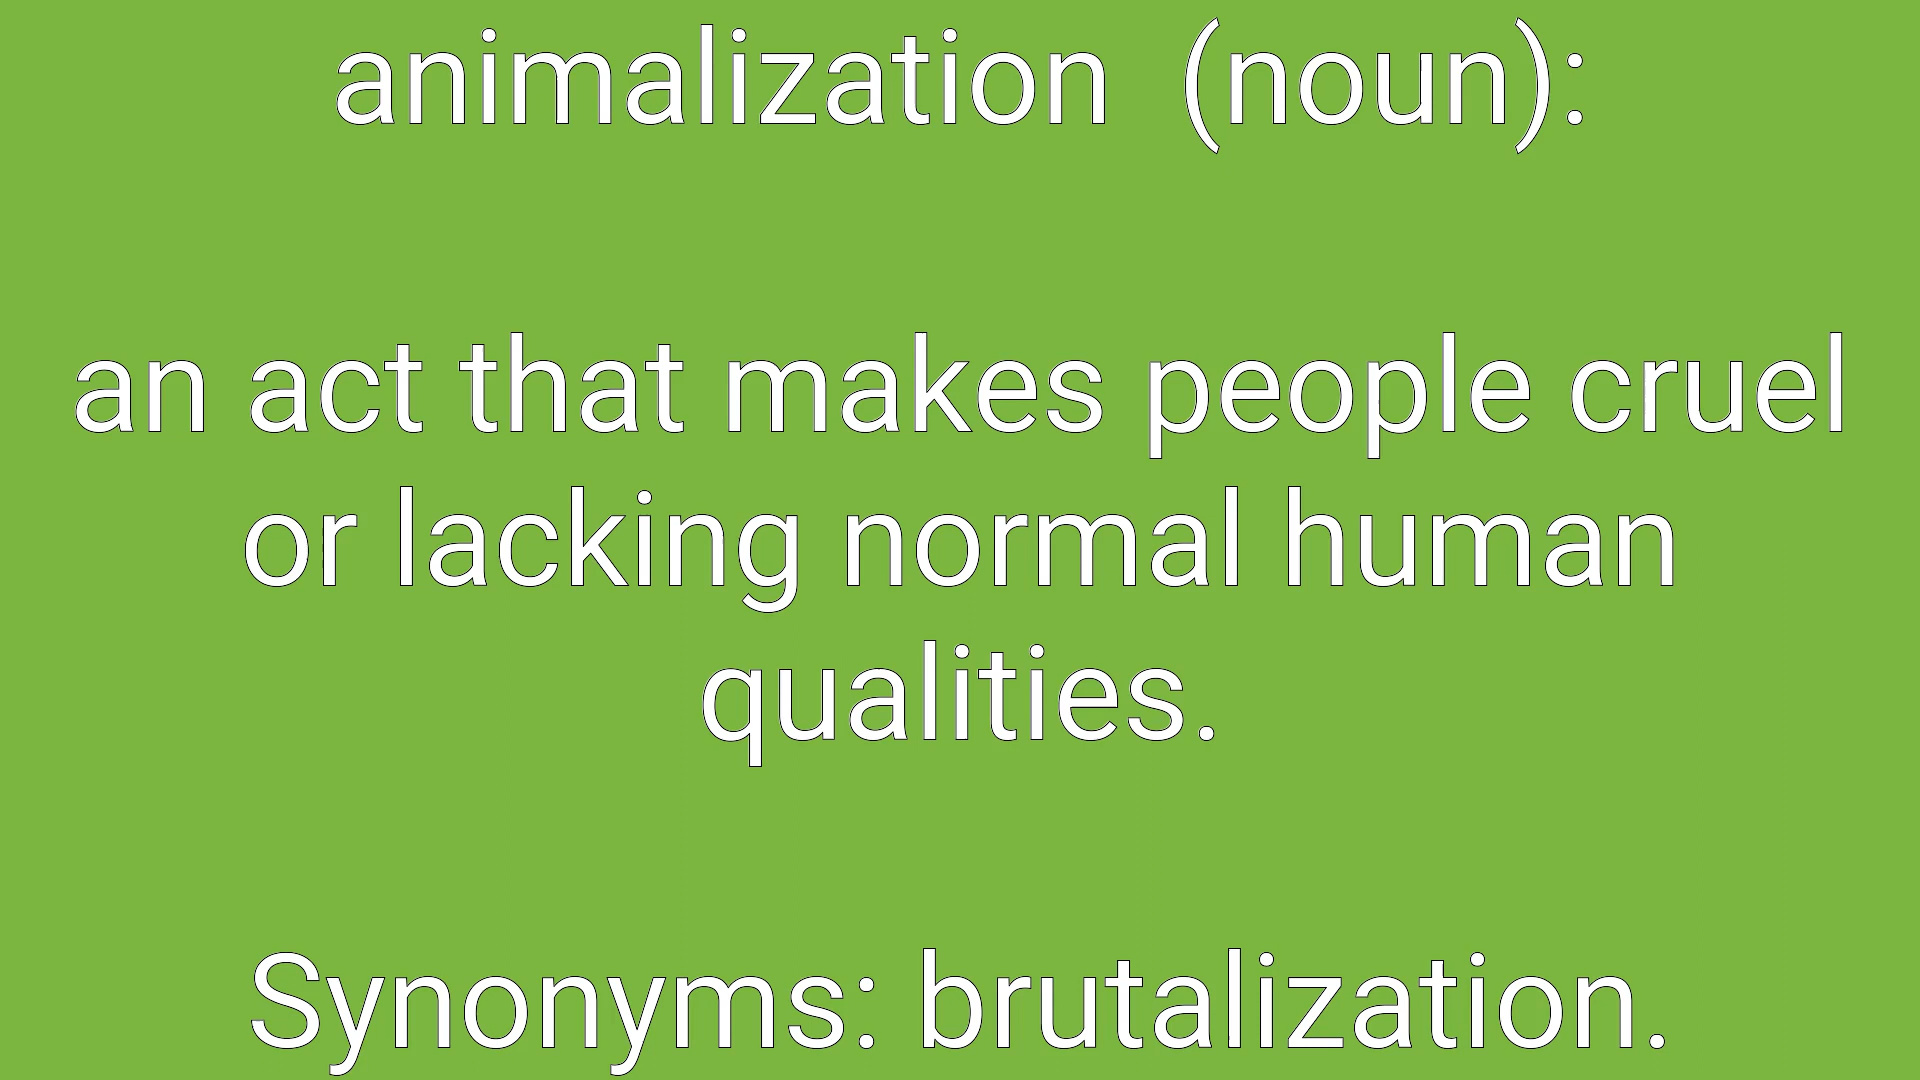 animalization  (noun):
an act that makes people cruel
or lacking normal human
qualities.
Synonyms: brutalization.